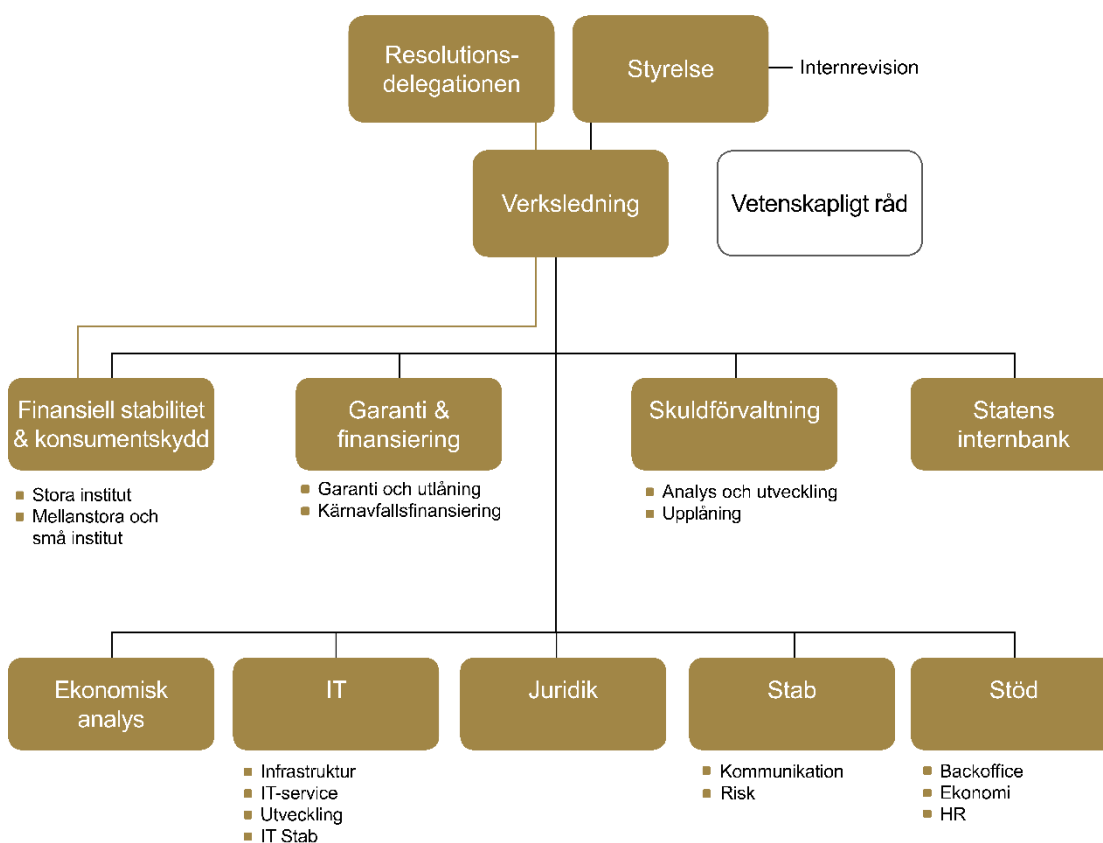 Resolutions-
delegationen
Styrelse
Internrevision
Verksledning
Vetenskapligt råd
Finansiell stabilitet
& konsumentskydd
Garanti &
finansiering
Skuldförvaltning
Statens
internbank
Stora institut
Mellanstora och
små institut
Garanti och utlåning
Kärnavfallsfinansiering
Analys och utveckling
Upplåning
Ekonomisk
analys
IT
Juridik
Stab
Stöd
Infrastruktur
IT-service
Utveckling
IT Stab
Kommunikation
Risk
Backoffice
Ekonomi
HR